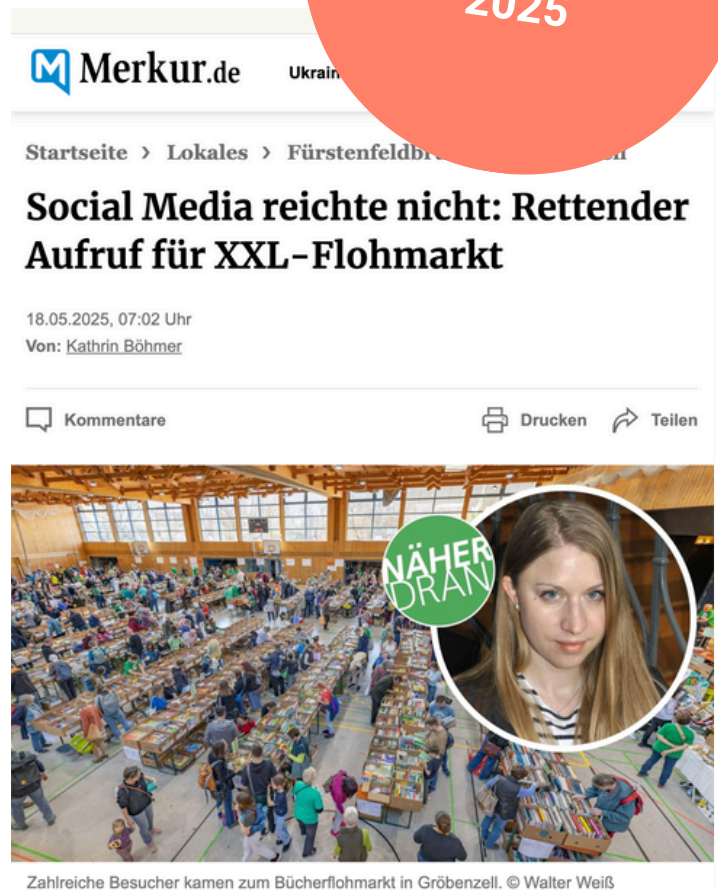 2025
Merkur.de
Startseite > Lokales >
Social Media reichte nicht: Rettender
Aufruf für XXL-Flohmarkt
18.05.2025, 07:02 Uhr
Von: Kathrin Böhmer
Kommentare Drucken Teilen
NÄHER
DRAN
Zahlreiche Besucher kamen zum Bücherflohmarkt in Gröbenzell. © Walter Weiß